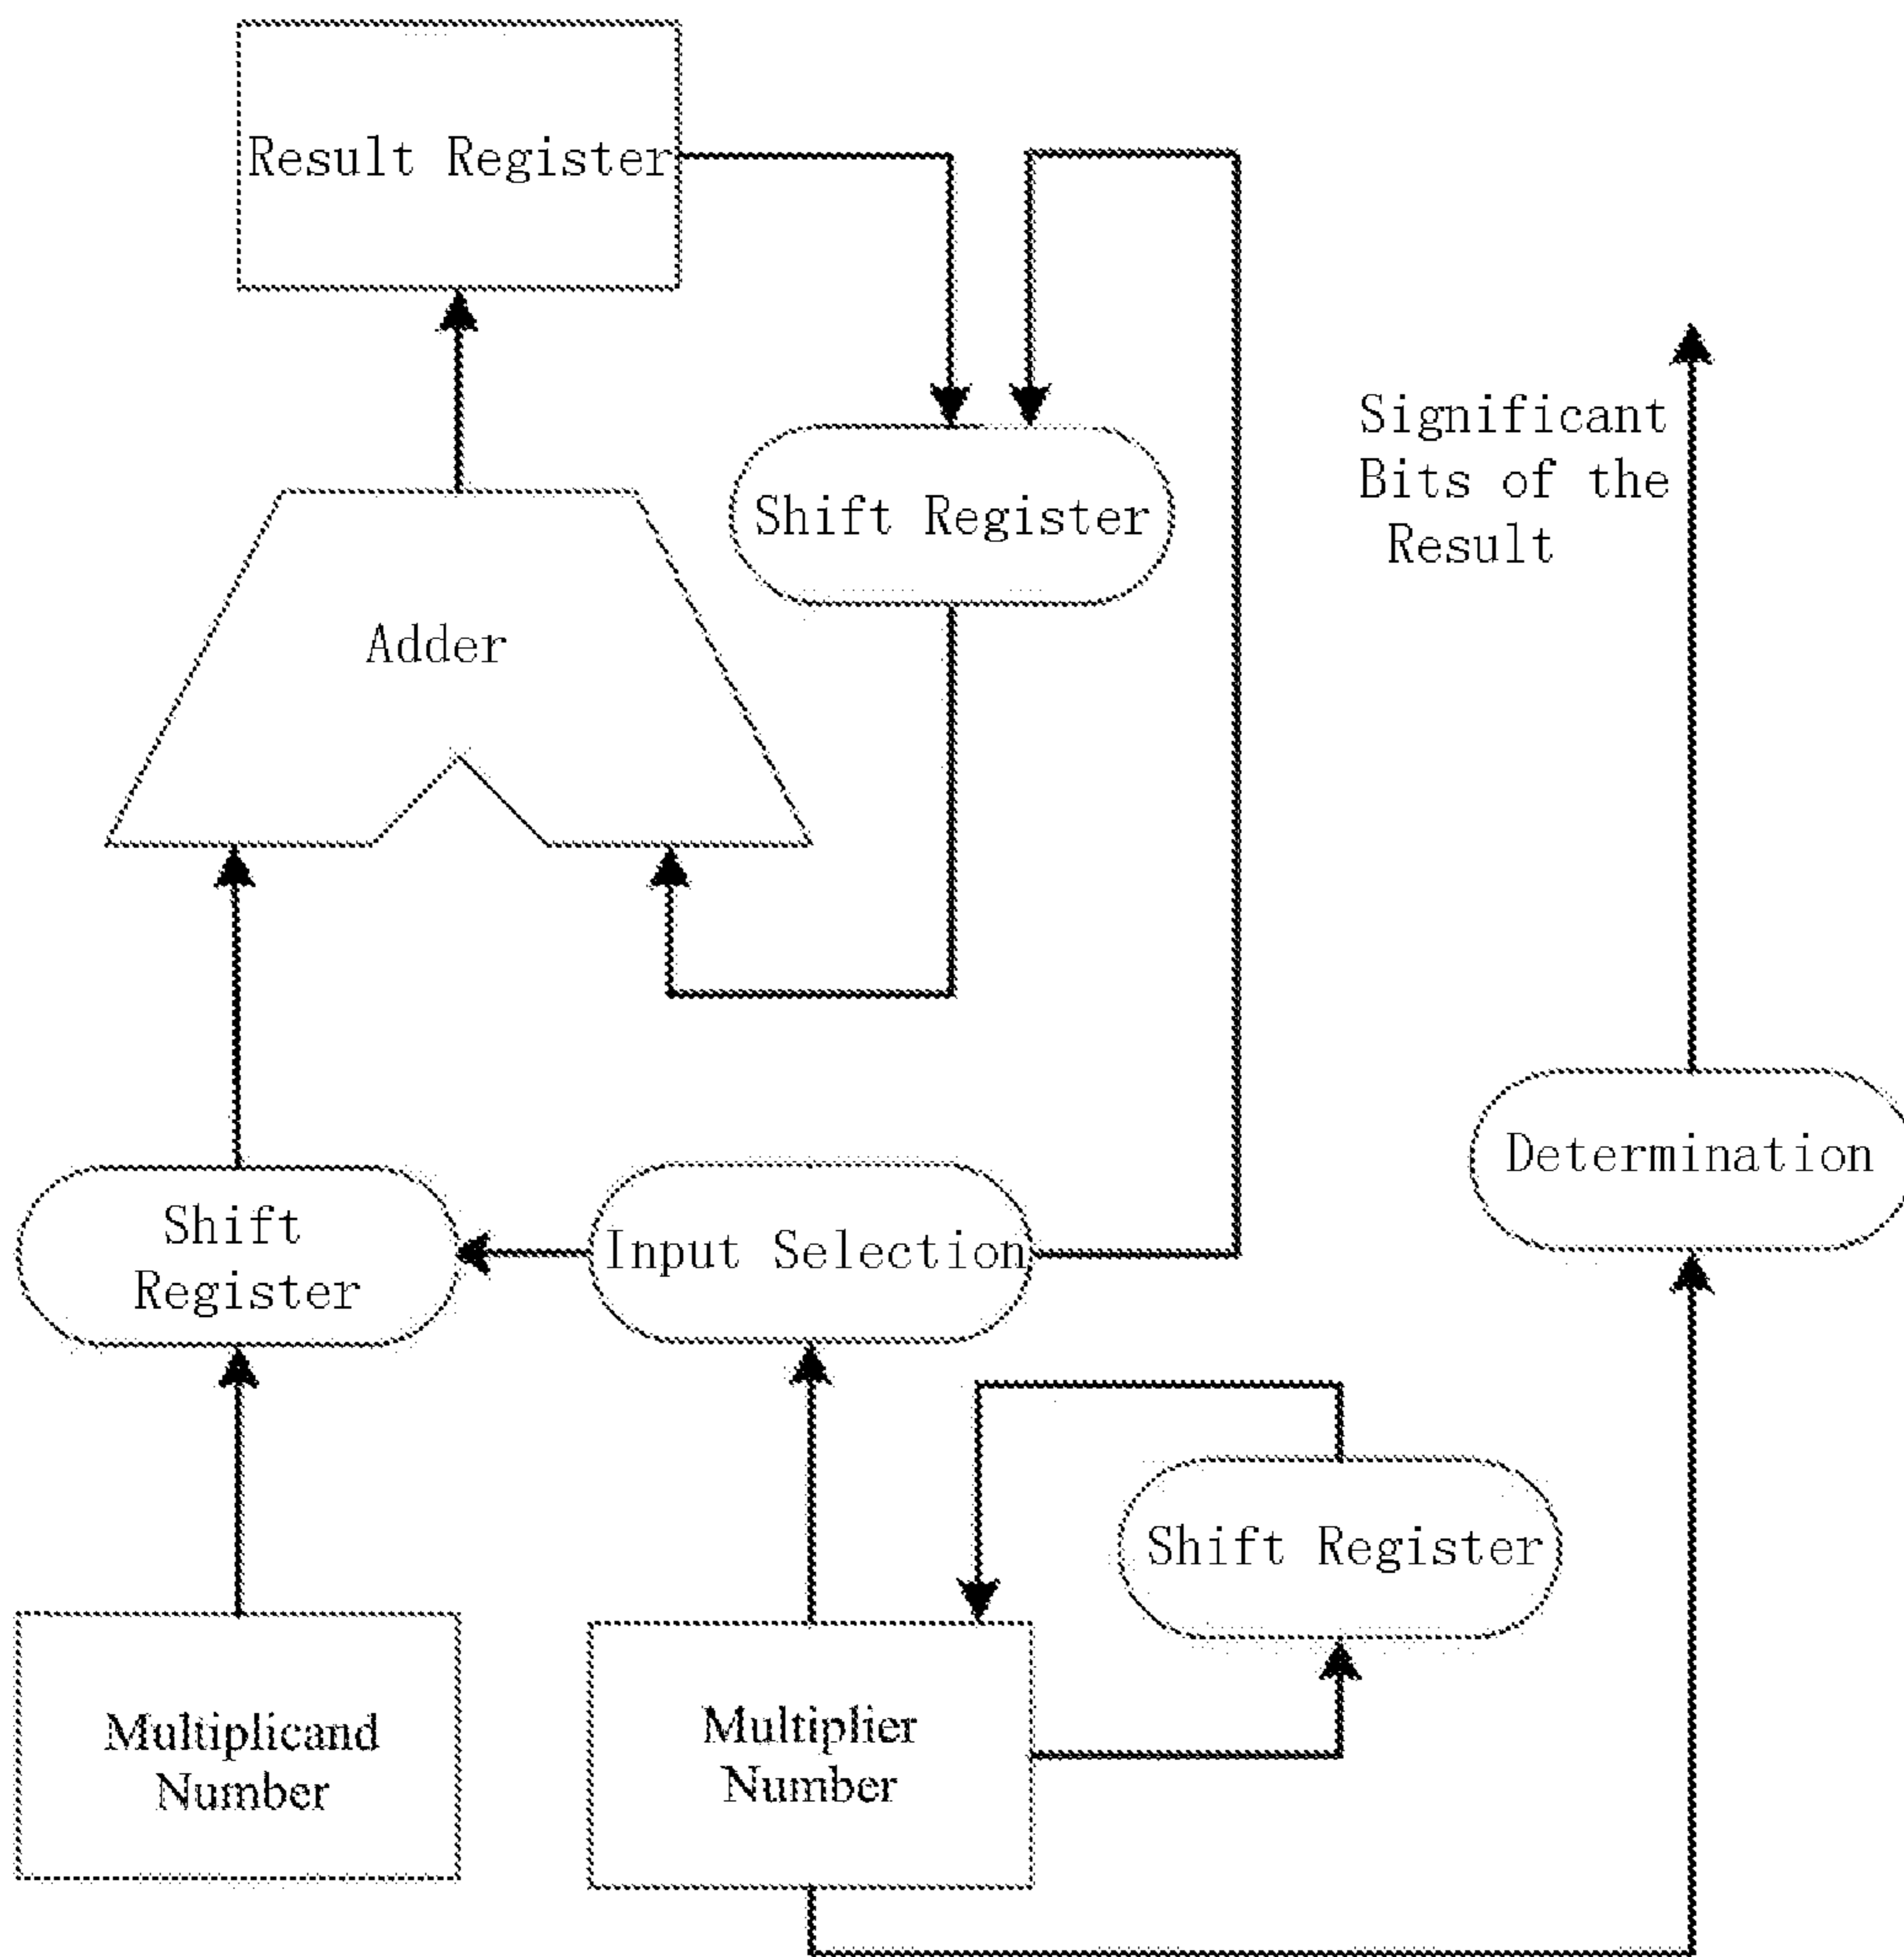 Result Register
Shift Register
Significant
Bits of the
Result
Adder
Determination
Shift
Register
Input Selection
Shift Register
Multiplicand
Number
Multiplier
Number